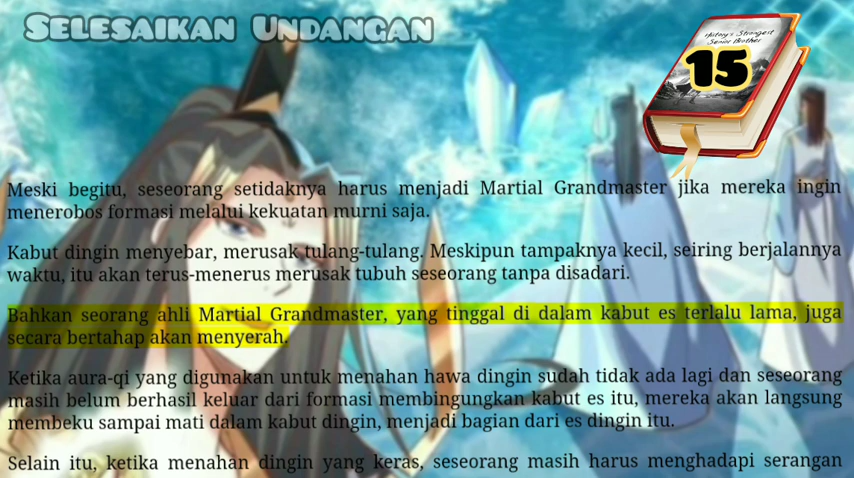 Selesaikan Undangan
History's Strongest
Senior Brother
15
Meski begitu, seseorang setidaknya harus menjadi Martial Grandmaster jika mereka ingin
menerobos formasi melalui kekuatan murni saja.
Kabut dingin menyebar, merusak tulang-tulang. Meskipun tampaknya kecil, seiring berjalannya
waktu, itu akan terus-menerus merusak tubuh seseorang tanpa disadari.
Bahkan seorang ahli Martial Grandmaster, yang tinggal di dalam kabut es terlalu lama, juga
secara bertahap akan menyerah.
Ketika aura-qi yang digunakan untuk menahan hawa dingin sudah tidak ada lagi dan seseorang
masih belum berhasil keluar dari formasi membingungkan kabut es itu, mereka akan langsung
membeku sampai mati dalam kabut dingin, menjadi bagian dari es dingin itu.
Selain itu, ketika menahan dingin yang keras, seseorang masih harus menghadapi serangan